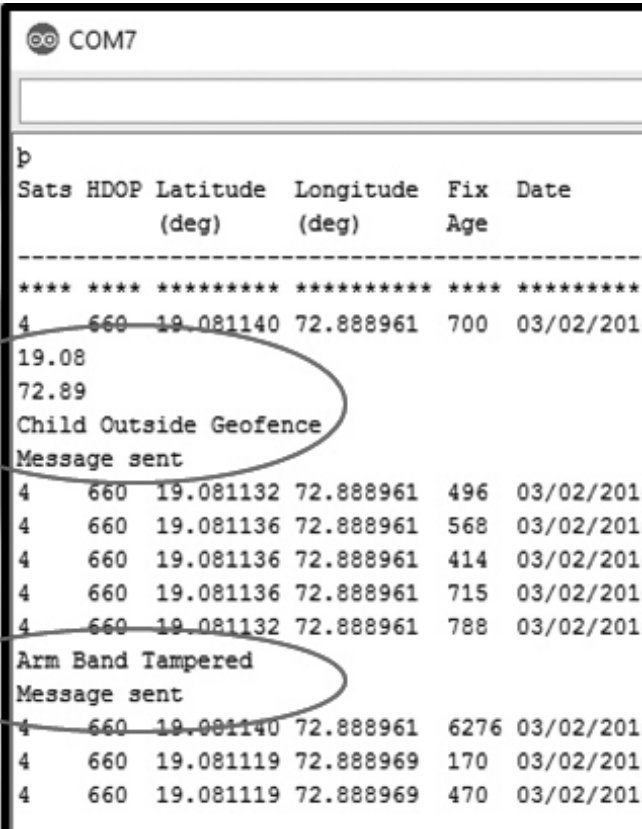 COM7
þ
Sats HDOP Latitude Longitude Fix Date
(deg) (deg) Age
----------------------------------------------
**** **** ********* ********** **** *********
4 660 19.081140 72.888961 700 03/02/201
19.08
72.89
Child Outside Geofence
Message sent
4 660 19.081132 72.888961 496 03/02/201
4 660 19.081136 72.888961 568 03/02/201
4 660 19.081136 72.888961 414 03/02/201
4 660 19.081136 72.888961 715 03/02/201
4 660 19.081132 72.888961 788 03/02/201
Arm Band Tampered
Message sent
4 660 19.081140 72.888961 6276 03/02/201
4 660 19.081119 72.888969 170 03/02/201
4 660 19.081119 72.888969 470 03/02/201